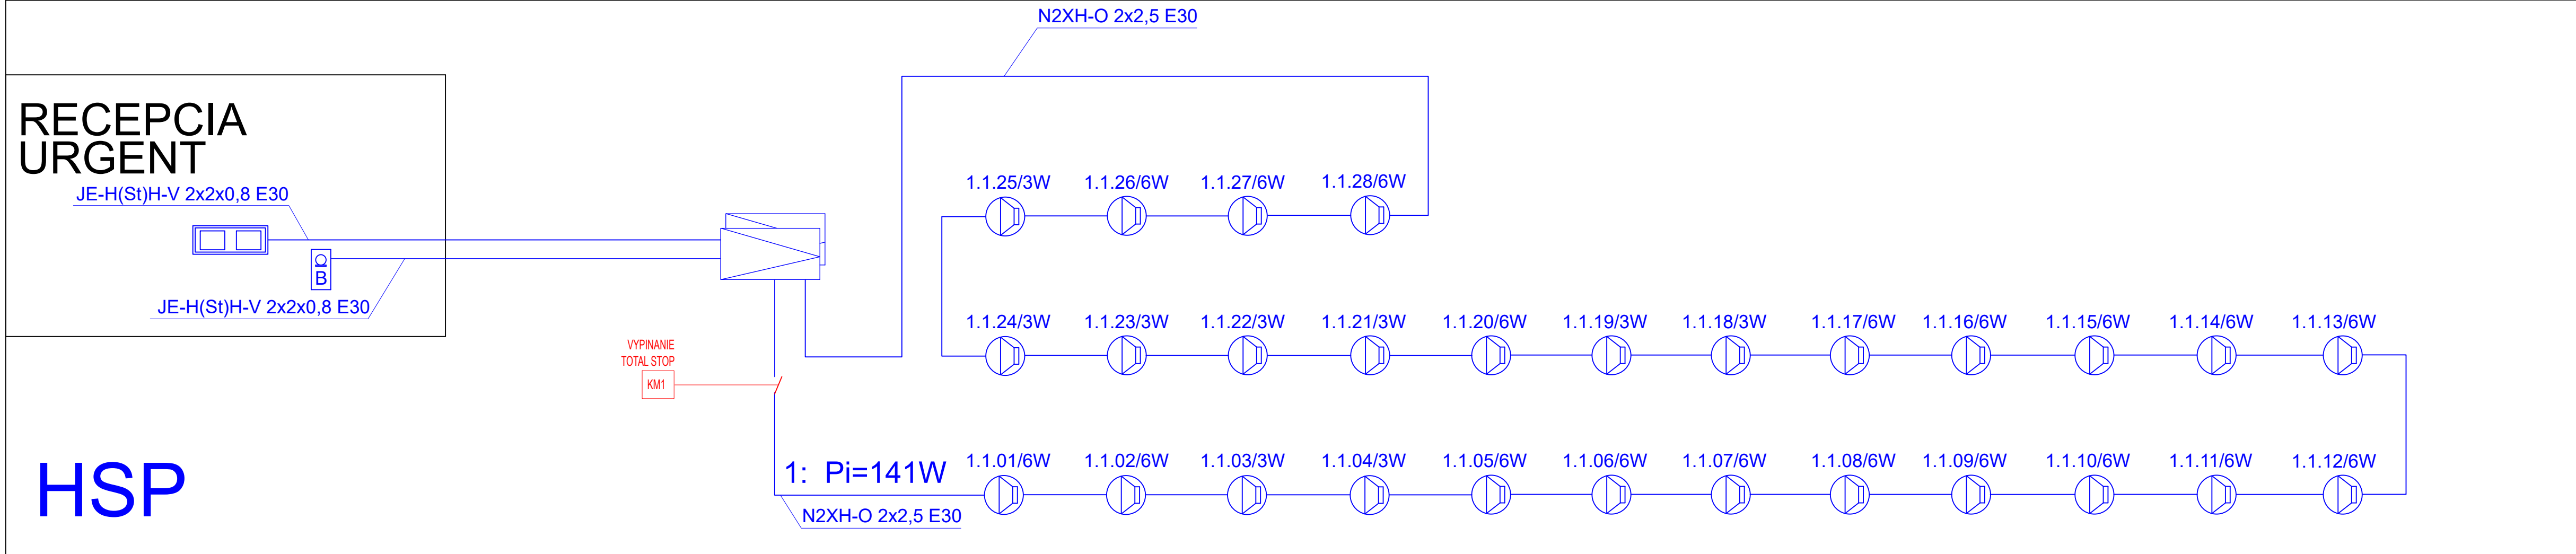 N2XH-O 2x2,5 E30
RECEPCIA
URGENT
JE-H(St)H-V 2x2x0,8 E30
B
JE-H(St)H-V 2x2x0,8 E30
1.1.25/3W 1.1.26/6W 1.1.27/6W 1.1.28/6W
1.1.24/3W 1.1.23/3W 1.1.22/3W 1.1.21/3W 1.1.20/6W 1.1.19/3W 1.1.18/3W 1.1.17/6W 1.1.16/6W 1.1.15/6W 1.1.14/6W 1.1.13/6W
VYPINANIE
TOTAL STOP
KM1
HSP
1: Pi=141W
1.1.01/6W 1.1.02/6W 1.1.03/3W 1.1.04/3W 1.1.05/6W 1.1.06/6W 1.1.07/6W 1.1.08/6W 1.1.09/6W 1.1.10/6W 1.1.11/6W 1.1.12/6W
N2XH-O 2x2,5 E30